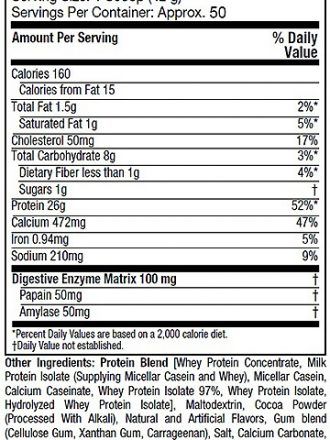 Servings Per Container: Approx. 50
Amount Per Serving % Daily Value
Calories 160
Calories from Fat 15
Total Fat 1.5g 2%*
Saturated Fat 1g 5%*
Cholesterol 50mg 17%
Total Carbohydrate 8g 3%*
Dietary Fiber less than 1g 4%*
Sugars 1g †
Protein 26g 52%*
Calcium 472mg 47%
Iron 0.94mg 5%
Sodium 210mg 9%
Digestive Enzyme Matrix 100 mg †
Papain 50mg †
Amylase 50mg †
*Percent Daily Values are based on a 2,000 calorie diet.
†Daily Value not established.
Other Ingredients: Protein Blend [Whey Protein Concentrate, Milk
Protein Isolate (Supplying Micellar Casein and Whey), Micellar Casein,
Calcium Caseinate, Whey Protein Isolate 97%, Whey Protein Isolate,
Hydrolyzed Whey Protein Isolate], Maltodextrin, Cocoa Powder
(Processed With Alkali), Natural and Artificial Flavors, Gum blend
(Cellulose Gum, Xanthan Gum, Carrageenan), Salt, Calcium Carbonate,